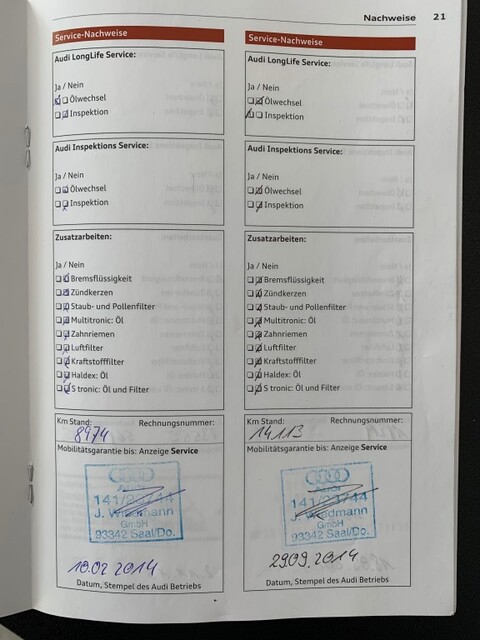 Nachweise 21
Service-Nachweise
Audi LongLife Service:
Ja / Nein
Ölwechsel
Inspektion
Audi Inspektions Service:
Ja / Nein
Ölwechsel
Inspektion
Zusatzarbeiten:
Ja / Nein
Bremsflüssigkeit
Zündkerzen
Staub- und Pollenfilter
Multitronic: Öl
Zahnriemen
Luftfilter
Kraftstofffilter
Haldex: Öl
S tronic: Öl und Filter
Km Stand: Rechnungsnummer:
8974
Mobilitätsgarantie bis: Anzeige Service
J. Wiedmann
GmbH
93342 Saal/Do.
10.02.2014
Datum, Stempel des Audi Betriebs
Service-Nachweise
Audi LongLife Service:
Ja / Nein
Ölwechsel
Inspektion
Audi Inspektions Service:
Ja / Nein
Ölwechsel
Inspektion
Zusatzarbeiten:
Ja / Nein
Bremsflüssigkeit
Zündkerzen
Staub- und Pollenfilter
Multitronic: Öl
Zahnriemen
Luftfilter
Kraftstofffilter
Haldex: Öl
S tronic: Öl und Filter
Km Stand: Rechnungsnummer:
14113
Mobilitätsgarantie bis: Anzeige Service
J. Wiedmann
GmbH
93342 Saal/Do.
29.09.2014
Datum, Stempel des Audi Betriebs